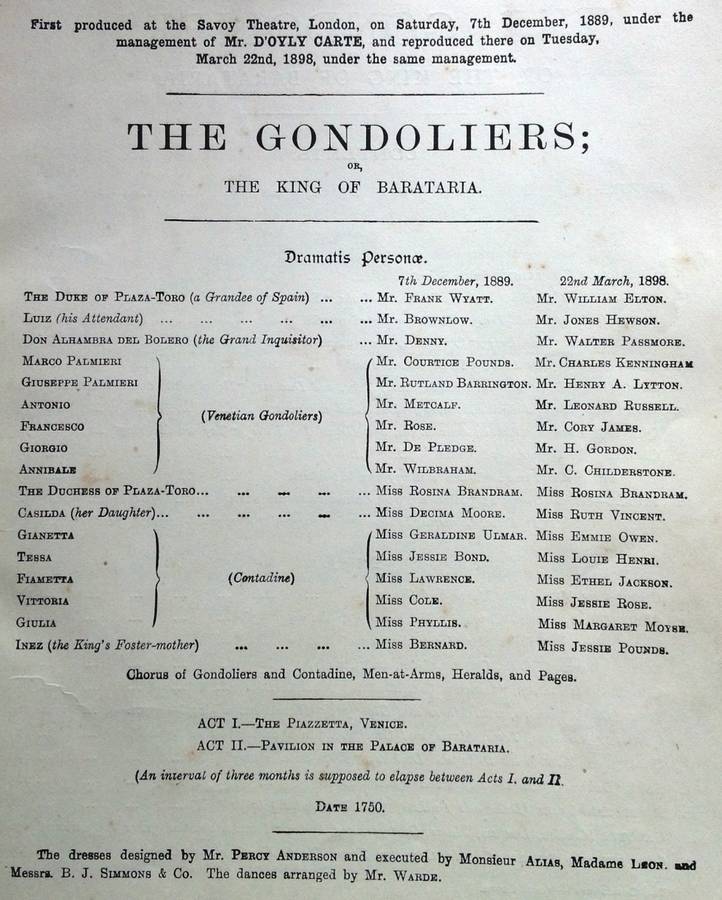 First produced at the Savoy Theatre, London, on Saturday, 7th December, 1889, under the
management of Mr. D'OYLY CARTE, and reproduced there on Tuesday,
March 22nd, 1898, under the same management.
THE GONDOLIERS;
OR,
THE KING OF BARATARIA.
Dramatis Personæ.
7th December, 1889. 22nd March, 1898.
THE DUKE OF PLAZA-TORO (a Grandee of Spain) ... ... Mr. FRANK WYATT. Mr. WILLIAM ELTON.
LUIZ (his Attendant) ... ... ... ... ... ... Mr. BROWNLOW. Mr. JONES HEWSON.
DON ALHAMBRA DEL BOLERO (the Grand Inquisitor) ... Mr. DENNY. Mr. WALTER PASSMORE.
MARCO PALMIERI Mr. COURTICE POUNDS. Mr. CHARLES KENNINGHAM
GIUSEPPE PALMIERI Mr. RUTLAND BARRINGTON. Mr. HENRY A. LYTTON.
ANTONIO (Venetian Gondoliers) Mr. METCALF. Mr. LEONARD RUSSELL.
FRANCESCO Mr. ROSE. Mr. CORY JAMES.
GIORGIO Mr. DE PLEDGE. Mr. H. GORDON.
ANNIBALE Mr. WILBRAHAM. Mr. C. CHILDERSTONE.
THE DUCHESS OF PLAZA-TORO... ... ... ... ... Miss ROSINA BRANDRAM. Miss ROSINA BRANDRAM.
CASILDA (her Daughter)... ... ... ... ... ... Miss DECIMA MOORE. Miss RUTH VINCENT.
GIANETTA Miss GERALDINE ULMAR. Miss EMMIE OWEN.
TESSA Miss JESSIE BOND. Miss LOUIE HENRI.
FIAMETTA (Contadine) Miss LAWRENCE. Miss ETHEL JACKSON.
VITTORIA Miss COLE. Miss JESSIE ROSE.
GIULIA Miss PHYLLIS. Miss MARGARET MOYSE.
INEZ (the King's Foster-mother) ... ... ... ... Miss BERNARD. Miss JESSIE POUNDS.
Chorus of Gondoliers and Contadine, Men-at-Arms, Heralds, and Pages.
ACT I.—THE PIAZZETTA, VENICE.
ACT II.—PAVILION IN THE PALACE OF BARATARIA.
(An interval of three months is supposed to elapse between Acts I. and II.
DATE 1750.
The dresses designed by Mr. PERCY ANDERSON and executed by Monsieur ALIAS, Madame LEON. and
Messrs. B. J. SIMMONS & Co. The dances arranged by Mr. WARDE.